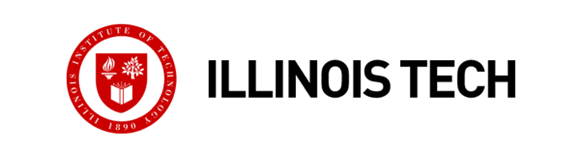 ILLINOIS INSTITUTE OF TECHNOLOGY
1890
ILLINOIS TECH